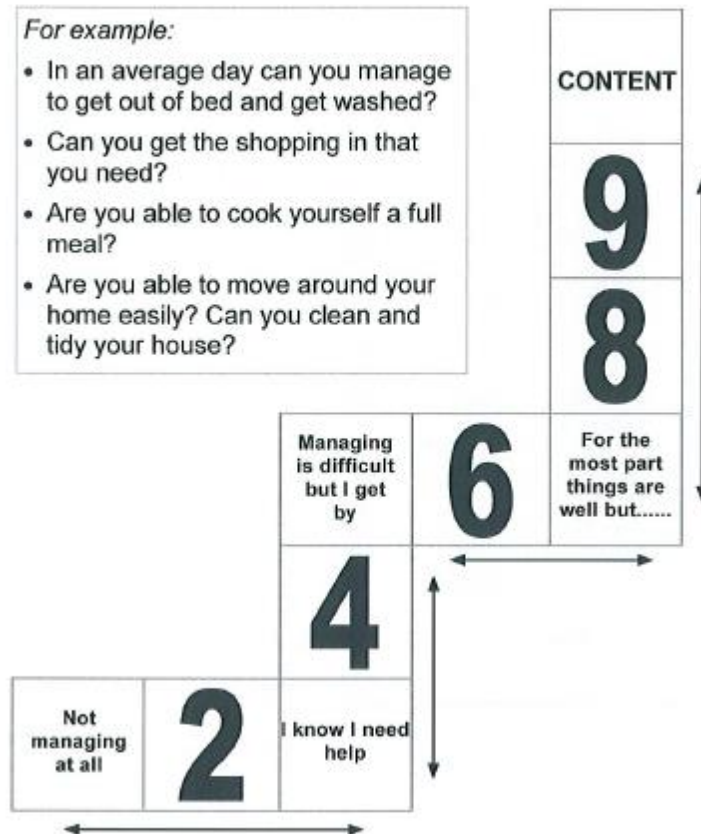 For example:
• In an average day can you manage
to get out of bed and get washed?
• Can you get the shopping in that
you need?
• Are you able to cook yourself a full
meal?
• Are you able to move around your
home easily? Can you clean and
tidy your house?
CONTENT
9
8
Managing
is difficult
but I get
by
6
For the
most part
things are
well but......
4
Not
managing
at all
2
I know I need
help